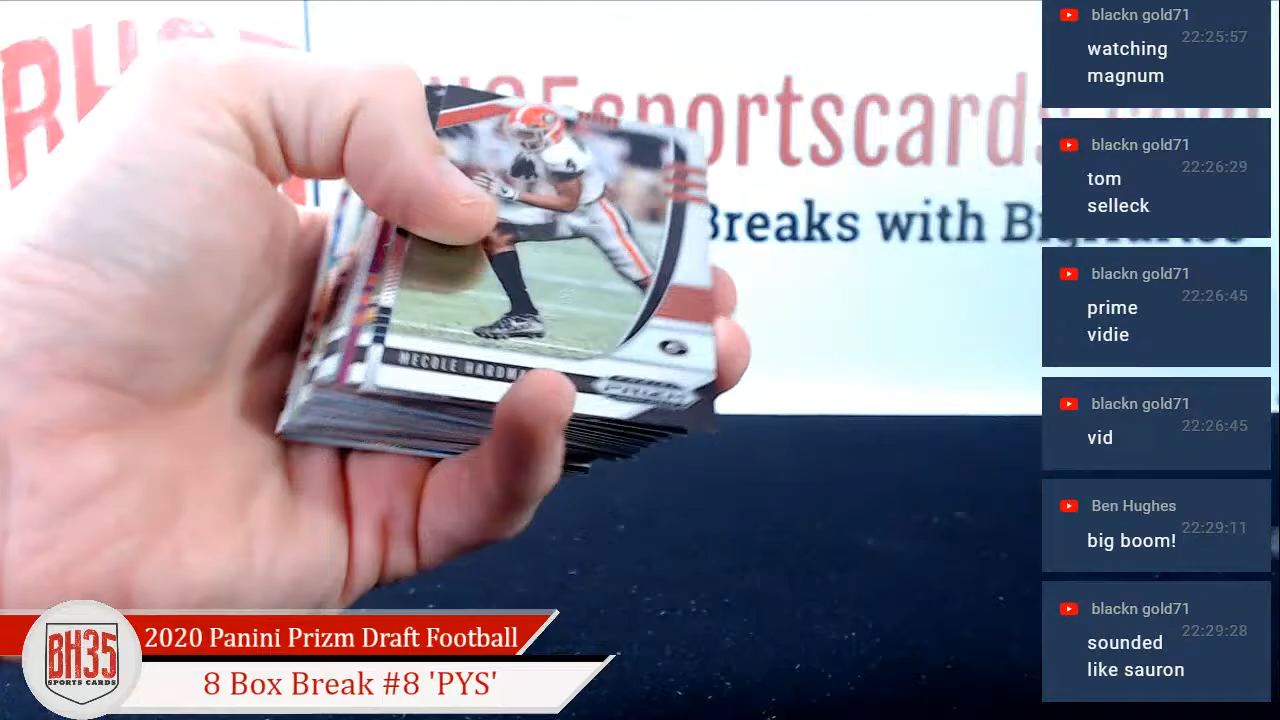 BH35
sportscards
Breaks with
MECOLE HARDMA
PRIZM
2020 Panini Prizm Draft Football
8 Box Break #8 'PYS'
BH35
SPORTS CARDS
blackn gold71
22:25:57
watching
magnum
blackn gold71
22:26:29
tom
selleck
blackn gold71
22:26:45
prime
vidie
blackn gold71
22:26:45
vid
Ben Hughes
22:29:11
big boom!
blackn gold71
22:29:28
sounded
like sauron